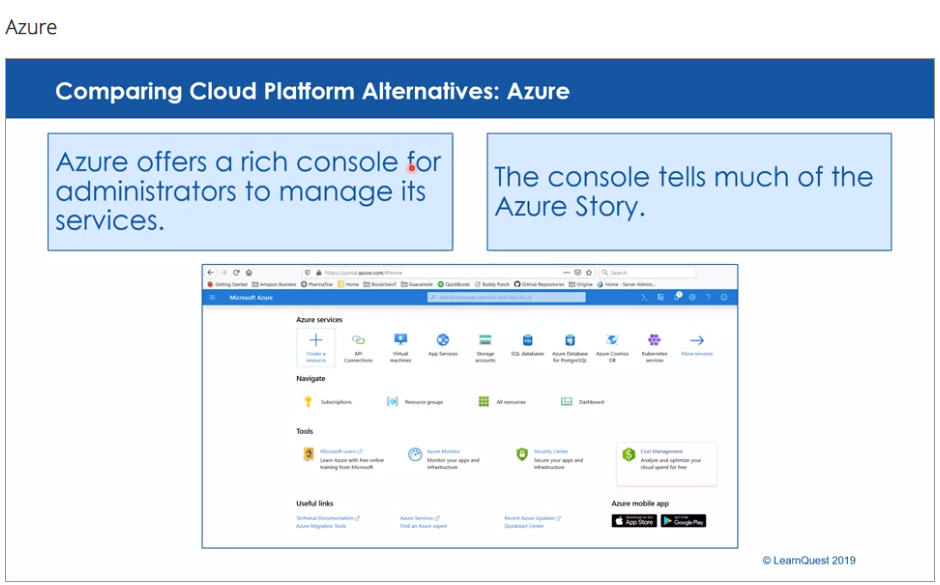 Azure
Comparing Cloud Platform Alternatives: Azure
Azure offers a rich console for
administrators to manage its
services.
The console tells much of the
Azure Story.
https://portal.azure.com/#home
Search
Getting Started Amazon Business PharmaTrac Home BlockchainIT Guacamole QuickBooks Buddy Punch GitHub Repositories Origina Home - Server Admin...
Microsoft Azure
Search resources, services, and docs (G+/)
Azure services
Create a
resource
API
Connections
Virtual
machines
App Services
Storage
accounts
SQL databases
Azure Database
for PostgreSQL
Azure Cosmos
DB
Kubernetes
services
More services
Navigate
Subscriptions
Resource groups
All resources
Dashboard
Tools
Microsoft Learn
Learn Azure with free online
training from Microsoft
Azure Monitor
Monitor your apps and
infrastructure
Security Center
Secure your apps and
infrastructure
Cost Management
Analyze and optimize your
cloud spend for free
Useful links
Technical Documentation
Azure Migration Tools
Azure Services
Find an Azure expert
Recent Azure Updates
Quickstart Center
Azure mobile app
App Store
Google Play
© LearnQuest 2019